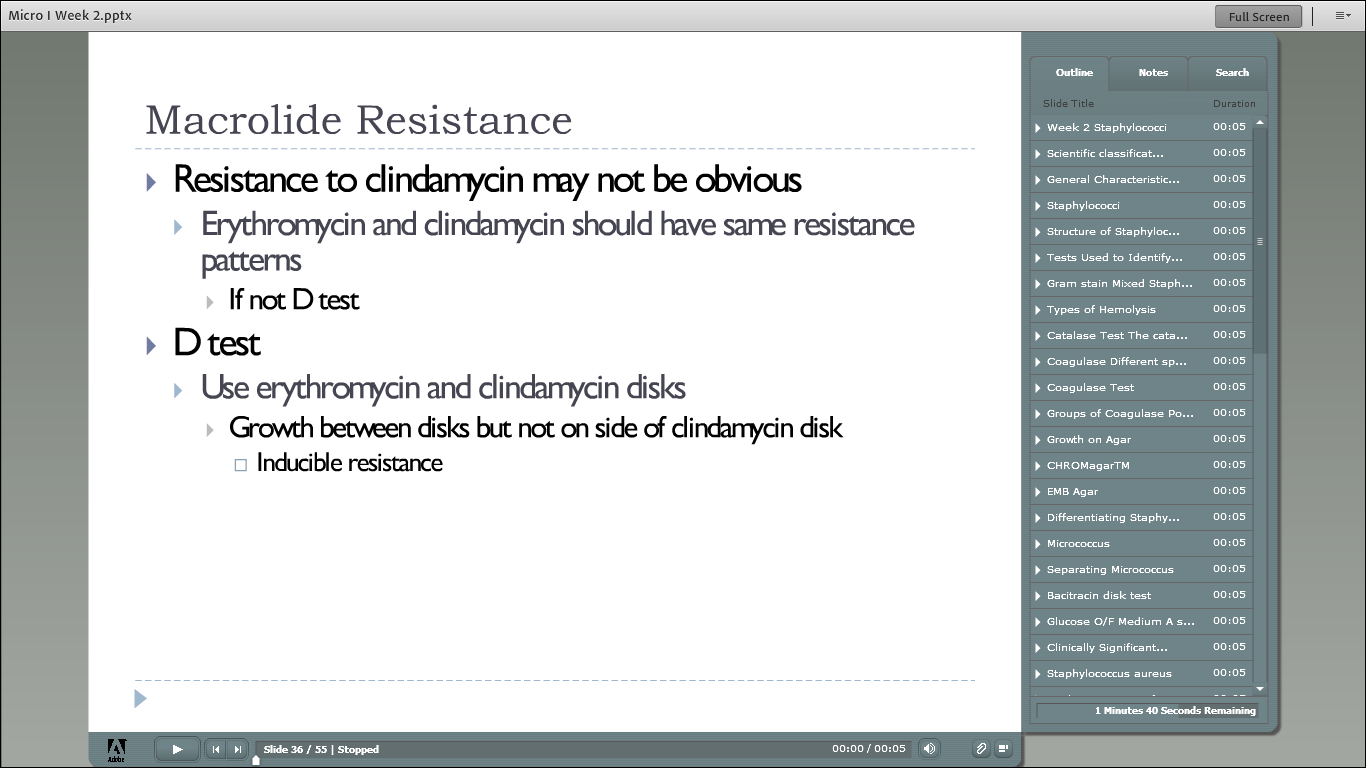 Micro I Week 2.pptx
Full Screen
Macrolide Resistance
Resistance to clindamycin may not be obvious
Erythromycin and clindamycin should have same resistance
patterns
If not D test
D test
Use erythromycin and clindamycin disks
Growth between disks but not on side of clindamycin disk
Inducible resistance
Outline Notes Search
Slide Title Duration
Week 2 Staphylococci 00:05
Scientific classificat... 00:05
General Characteristic... 00:05
Staphylococci 00:05
Structure of Staphyloc... 00:05
Tests Used to Identify... 00:05
Gram stain Mixed Staph... 00:05
Types of Hemolysis 00:05
Catalase Test The cata... 00:05
Coagulase Different sp... 00:05
Coagulase Test 00:05
Groups of Coagulase Po... 00:05
Growth on Agar 00:05
CHROMagarTM 00:05
EMB Agar 00:05
Differentiating Staphy... 00:05
Micrococcus 00:05
Separating Micrococcus 00:05
Bacitracin disk test 00:05
Glucose O/F Medium A s... 00:05
Clinically Significant... 00:05
Staphylococcus aureus 00:05
1 Minutes 40 Seconds Remaining
Adobe
Slide 36 / 55 | Stopped
00:00 / 00:05